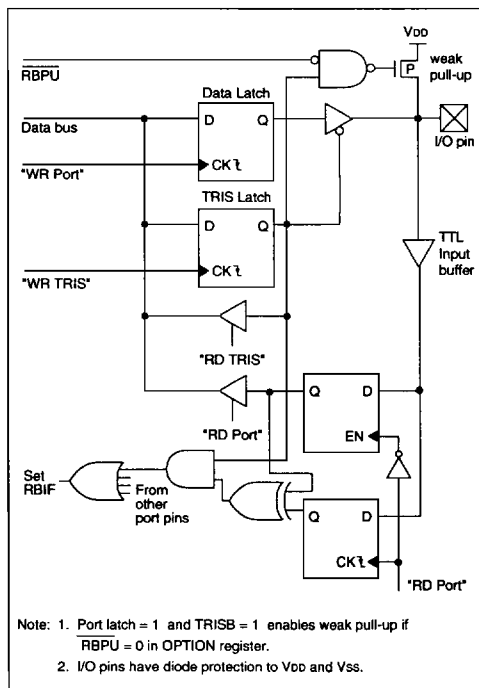 VDD
weak
pull-up
P
RBPU
Data Latch
Data bus
D
Q
I/O pin
"WR Port"
CK
TRIS Latch
D
Q
TTL
Input
buffer
"WR TRIS"
CK
"RD TRIS"
Q
D
"RD Port"
EN
Set
RBIF
From
other
port pins
Q
D
CK
"RD Port"
Note: 1. Port latch = 1 and TRISB = 1 enables weak pull-up if
RBPU = 0 in OPTION register.
2. I/O pins have diode protection to VDD and VSS.